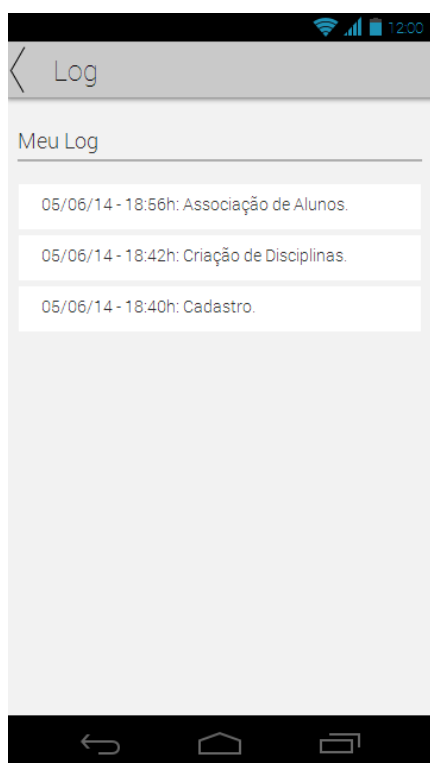 12:00
Log
Meu Log
05/06/14 - 18:56h: Associação de Alunos.
05/06/14 - 18:42h: Criação de Disciplinas.
05/06/14 - 18:40h: Cadastro.